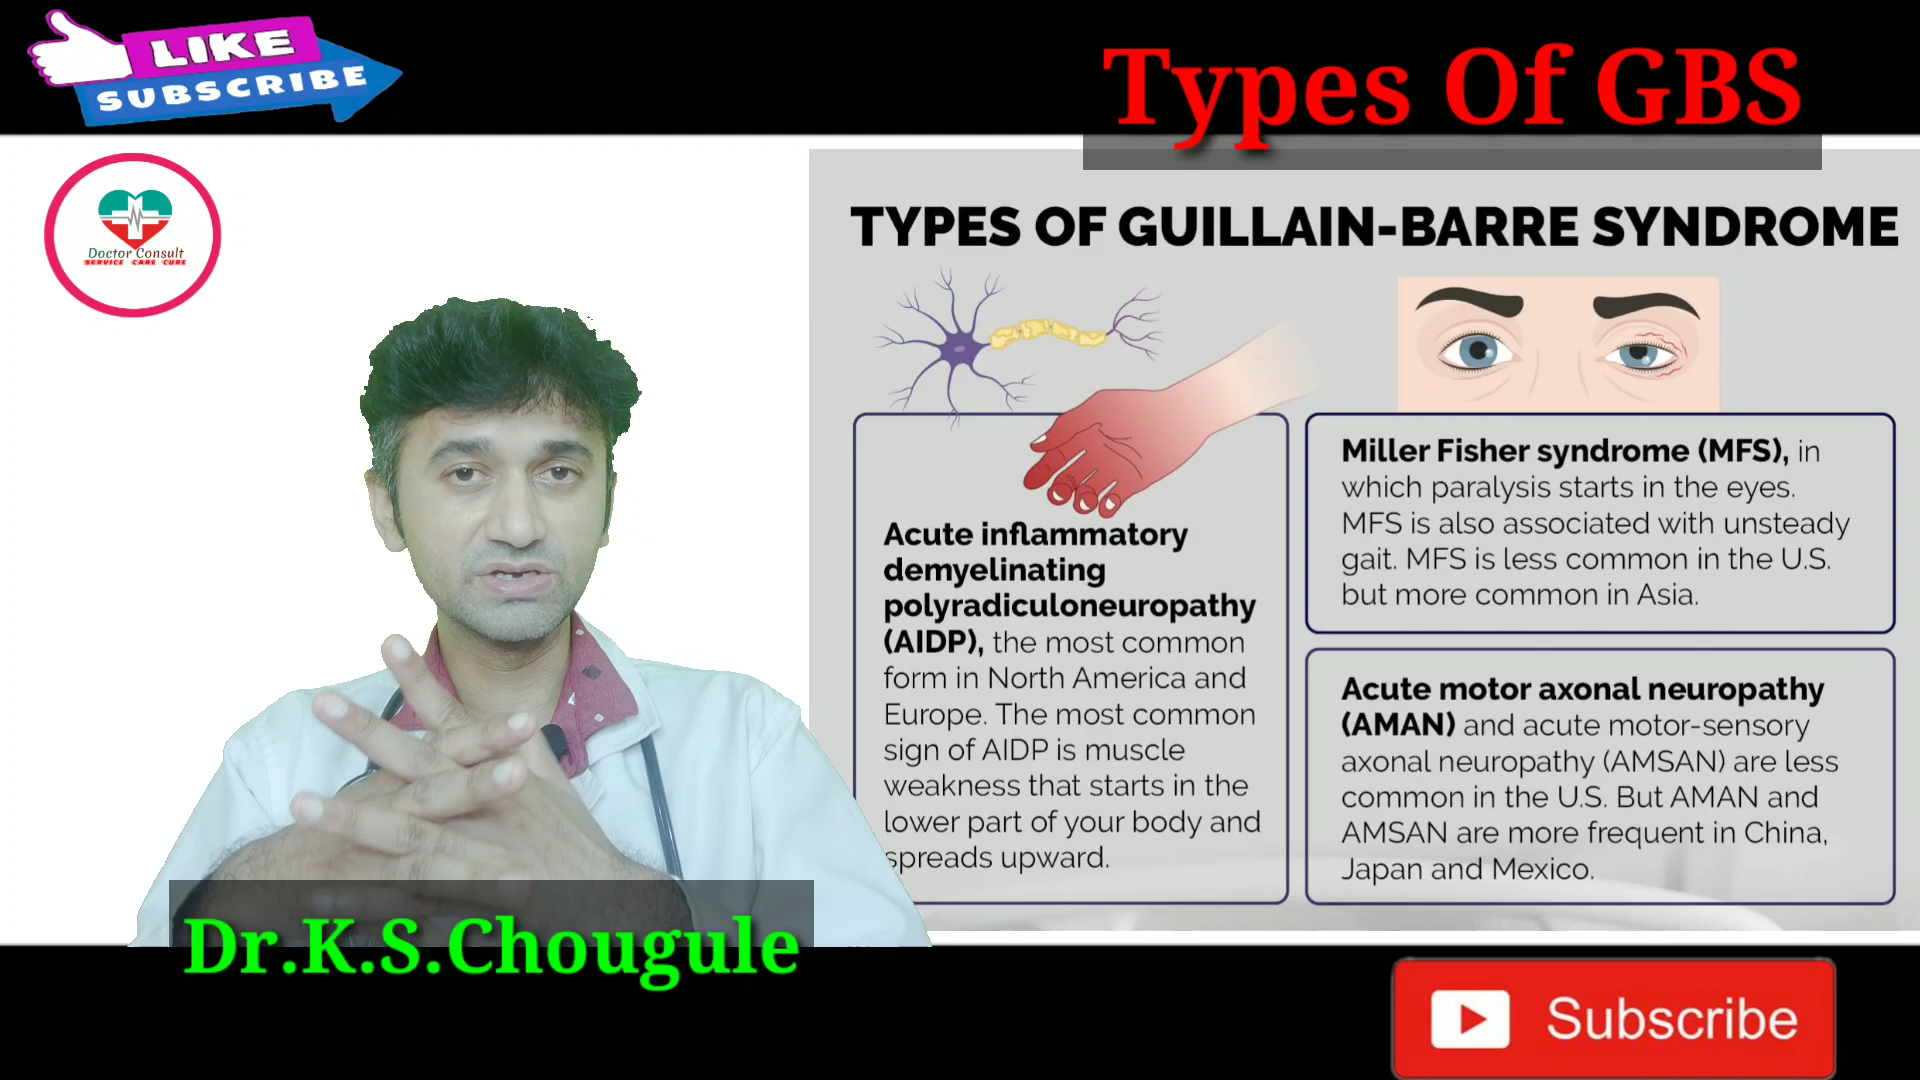 LIKE
SUBSCRIBE
Types Of GBS
Doctor Consult
SERVICE CARE CURE
TYPES OF GUILLAIN-BARRE SYNDROME
Acute inflammatory
demyelinating
polyradiculoneuropathy
(AIDP), the most common
form in North America and
Europe. The most common
sign of AIDP is muscle
weakness that starts in the
lower part of your body and
spreads upward.
Miller Fisher syndrome (MFS), in
which paralysis starts in the eyes.
MFS is also associated with unsteady
gait. MFS is less common in the U.S.
but more common in Asia.
Acute motor axonal neuropathy
(AMAN) and acute motor-sensory
axonal neuropathy (AMSAN) are less
common in the U.S. But AMAN and
AMSAN are more frequent in China,
Japan and Mexico.
Dr.K.S.Chougule
Subscribe